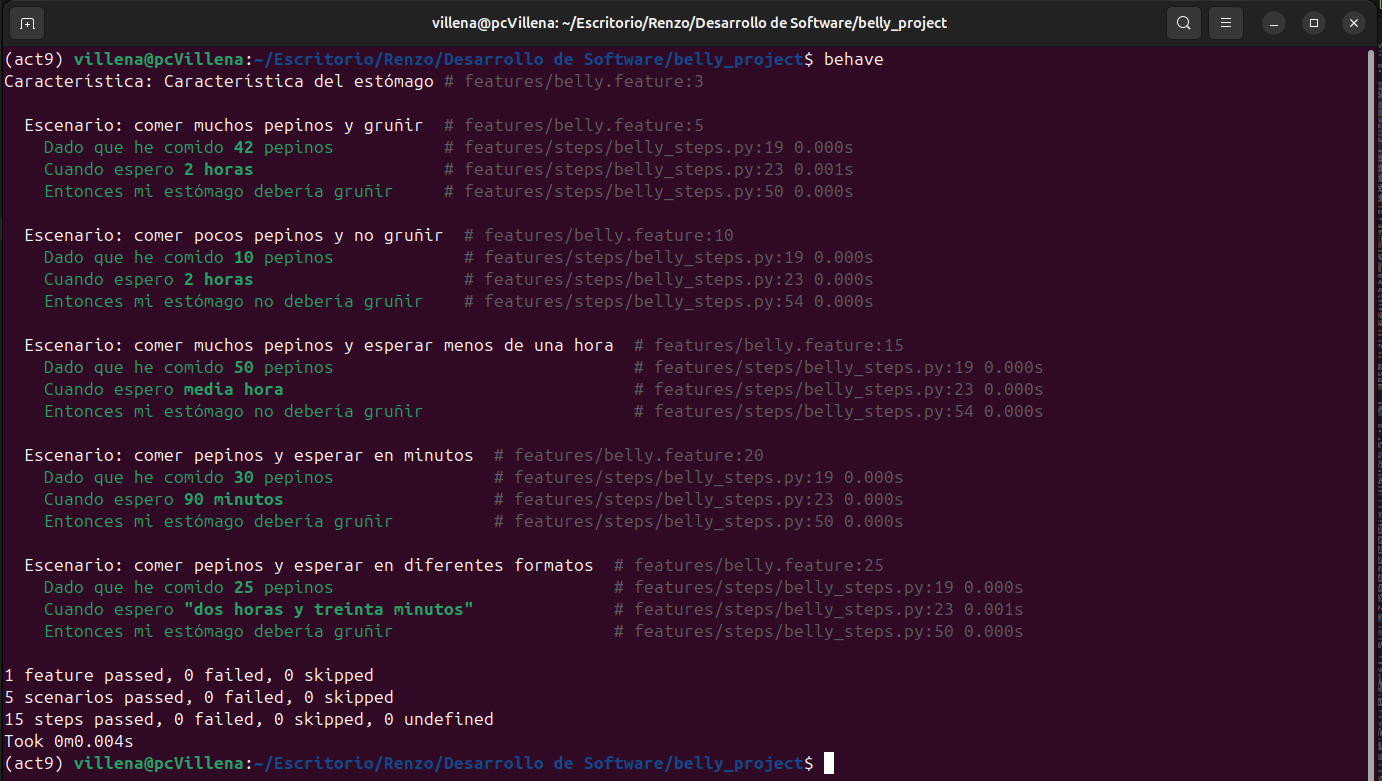 villena@pcVillena: ~/Escritorio/Renzo/Desarrollo de Software/belly_project
(act9) villena@pcVillena:~/Escritorio/Renzo/Desarrollo de Software/belly_project$ behave
Característica: Característica del estómago # features/belly.feature:3
Escenario: comer muchos pepinos y gruñir # features/belly.feature:5
Dado que he comido 42 pepinos # features/steps/belly_steps.py:19 0.000s
Cuando espero 2 horas # features/steps/belly_steps.py:23 0.001s
Entonces mi estómago debería gruñir # features/steps/belly_steps.py:50 0.000s
Escenario: comer pocos pepinos y no gruñir # features/belly.feature:10
Dado que he comido 10 pepinos # features/steps/belly_steps.py:19 0.000s
Cuando espero 2 horas # features/steps/belly_steps.py:23 0.000s
Entonces mi estómago no debería gruñir # features/steps/belly_steps.py:54 0.000s
Escenario: comer muchos pepinos y esperar menos de una hora # features/belly.feature:15
Dado que he comido 50 pepinos # features/steps/belly_steps.py:19 0.000s
Cuando espero media hora # features/steps/belly_steps.py:23 0.000s
Entonces mi estómago no debería gruñir # features/steps/belly_steps.py:54 0.000s
Escenario: comer pepinos y esperar en minutos # features/belly.feature:20
Dado que he comido 30 pepinos # features/steps/belly_steps.py:19 0.000s
Cuando espero 90 minutos # features/steps/belly_steps.py:23 0.000s
Entonces mi estómago debería gruñir # features/steps/belly_steps.py:50 0.000s
Escenario: comer pepinos y esperar en diferentes formatos # features/belly.feature:25
Dado que he comido 25 pepinos # features/steps/belly_steps.py:19 0.000s
Cuando espero "dos horas y treinta minutos" # features/steps/belly_steps.py:23 0.001s
Entonces mi estómago debería gruñir # features/steps/belly_steps.py:50 0.000s
1 feature passed, 0 failed, 0 skipped
5 scenarios passed, 0 failed, 0 skipped
15 steps passed, 0 failed, 0 skipped, 0 undefined
Took 0m0.004s
(act9) villena@pcVillena:~/Escritorio/Renzo/Desarrollo de Software/belly_project$